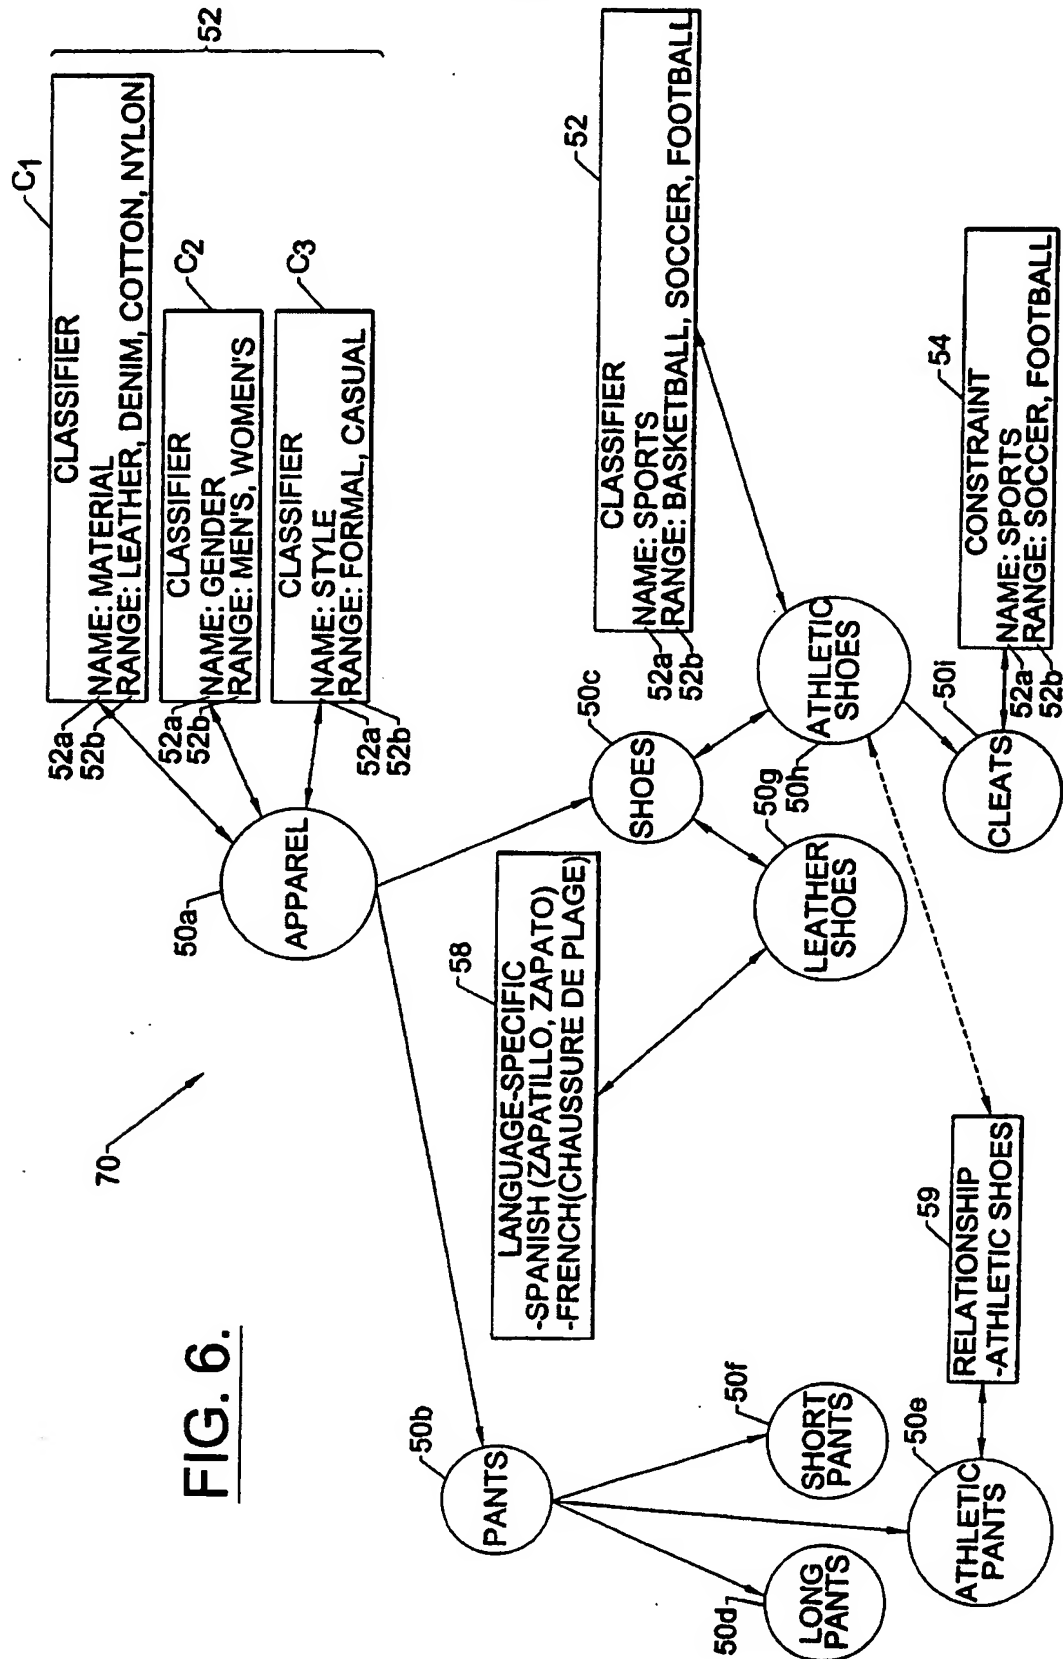 FIG. 6.
70
52
C1
CLASSIFIER
52a
NAME: MATERIAL
52b
RANGE: LEATHER, DENIM, COTTON, NYLON
C2
CLASSIFIER
52a
NAME: GENDER
52b
RANGE: MEN'S, WOMEN'S
C3
CLASSIFIER
52a
NAME: STYLE
52b
RANGE: FORMAL, CASUAL
50a
APPAREL
58
LANGUAGE-SPECIFIC
-SPANISH (ZAPATILLO, ZAPATO)
-FRENCH(CHAUSSURE DE PLAGE)
52
CLASSIFIER
52a
NAME: SPORTS
52b
RANGE: BASKETBALL, SOCCER, FOOTBALL
50b
PANTS
50c
SHOES
50d
LONG
PANTS
50f
SHORT
PANTS
50g
LEATHER
SHOES
50h
ATHLETIC
SHOES
50e
ATHLETIC
PANTS
59
RELATIONSHIP
-ATHLETIC SHOES
50i
CLEATS
54
CONSTRAINT
52a
NAME: SPORTS
52b
RANGE: SOCCER, FOOTBALL